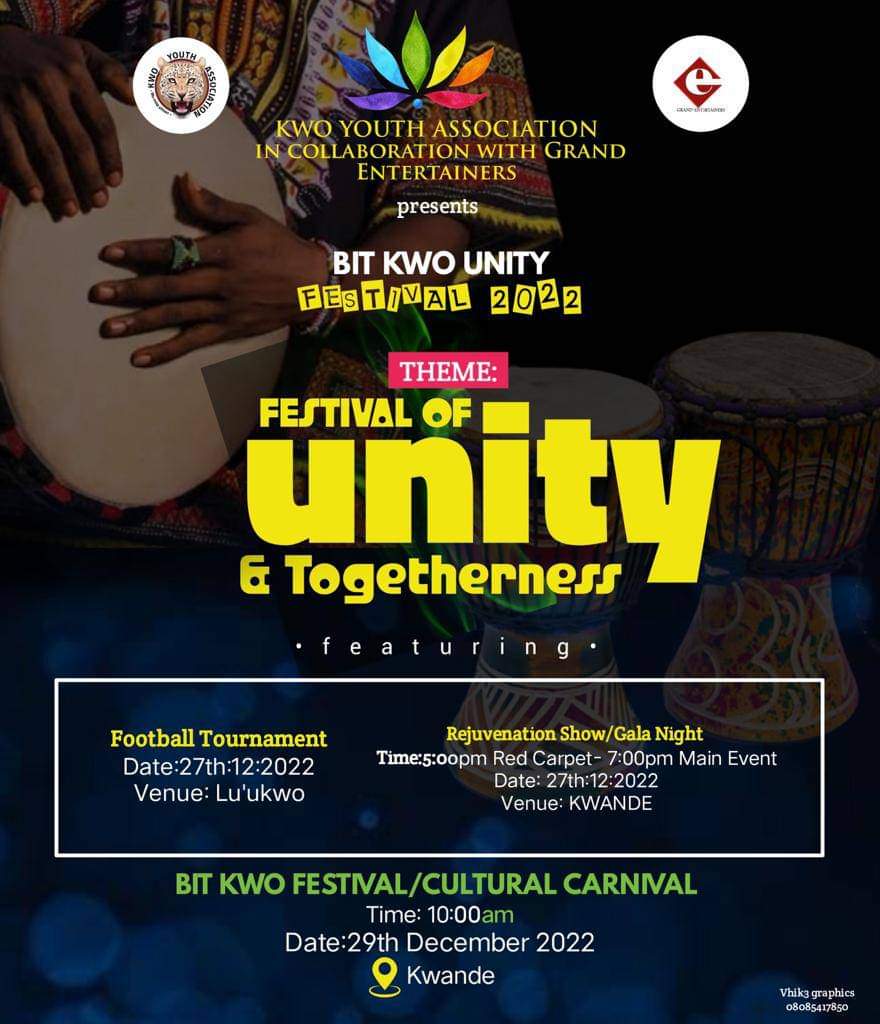 KWO YOUTH ASSOCIATION
GRAND ENTERTAINERS
KWO YOUTH ASSOCIATION
IN COLLABORATION WITH GRAND
ENTERTAINERS
presents
BIT KWO UNITY
FESTIVAL 2022
THEME:
FESTIVAL OF
unity
& Togetherness
• featuring •
Football Tournament
Date:27th:12:2022
Venue: Lu'ukwo
Rejuvenation Show/Gala Night
Time:5:00pm Red Carpet- 7:00pm Main Event
Date: 27th:12:2022
Venue: KWANDE
BIT KWO FESTIVAL/CULTURAL CARNIVAL
Time: 10:00am
Date:29th December 2022
Kwande
Vhik3 graphics
08085417850